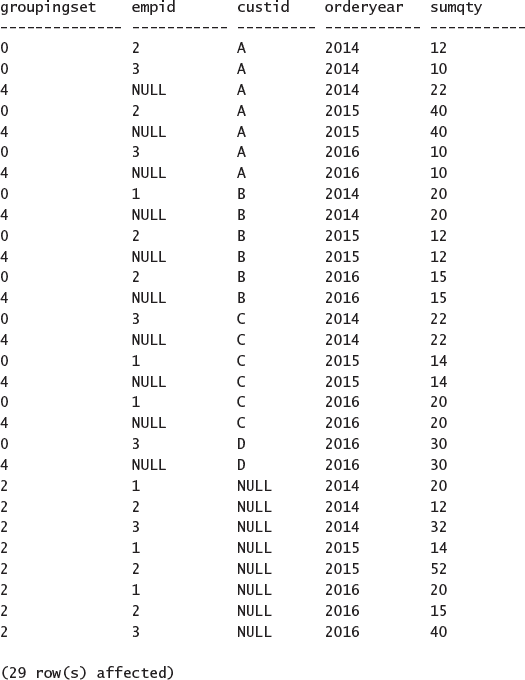 groupingset    empid       custid    orderyear   sumqty
-------------- ----------- --------- ----------- -----------
0              2           A         2014        12
0              3           A         2014        10
4              NULL        A         2014        22
0              2           A         2015        40
4              NULL        A         2015        40
0              3           A         2016        10
4              NULL        A         2016        10
0              1           B         2014        20
4              NULL        B         2014        20
0              2           B         2015        12
4              NULL        B         2015        12
0              2           B         2016        15
4              NULL        B         2016        15
0              3           C         2014        22
4              NULL        C         2014        22
0              1           C         2015        14
4              NULL        C         2015        14
0              1           C         2016        20
4              NULL        C         2016        20
0              3           D         2016        30
4              NULL        D         2016        30
2              1           NULL      2014        20
2              2           NULL      2014        12
2              3           NULL      2014        32
2              1           NULL      2015        14
2              2           NULL      2015        52
2              1           NULL      2016        20
2              2           NULL      2016        15
2              3           NULL      2016        40
(29 row(s) affected)